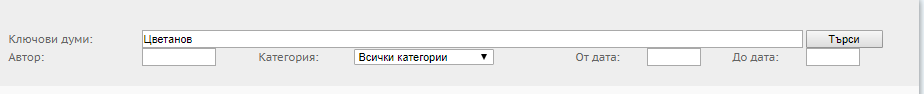 Ключови думи: Цветанов Търси
Автор: Категория: Всички категории От дата: До дата: